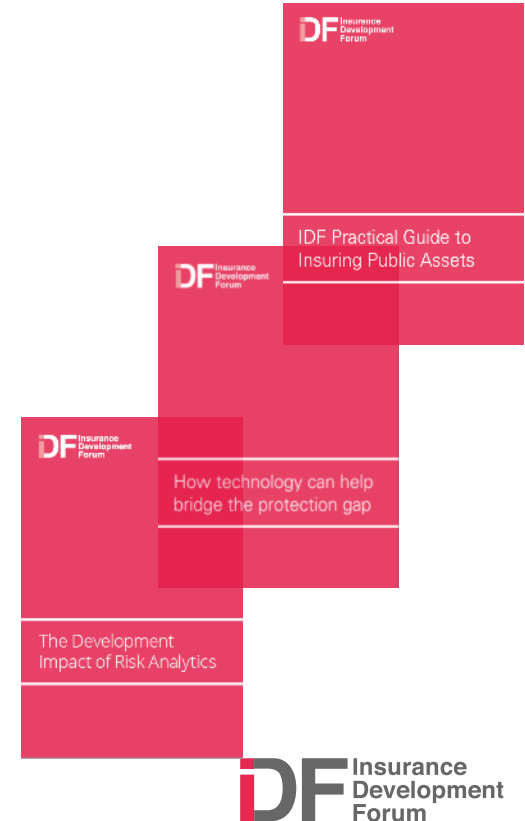 iDF Insurance
Development
Forum
IDF Practical Guide to
Insuring Public Assets
iDF Insurance
Development
Forum
How technology can help
bridge the protection gap
iDF Insurance
Development
Forum
The Development
Impact of Risk Analytics
iDF Insurance
Development
Forum